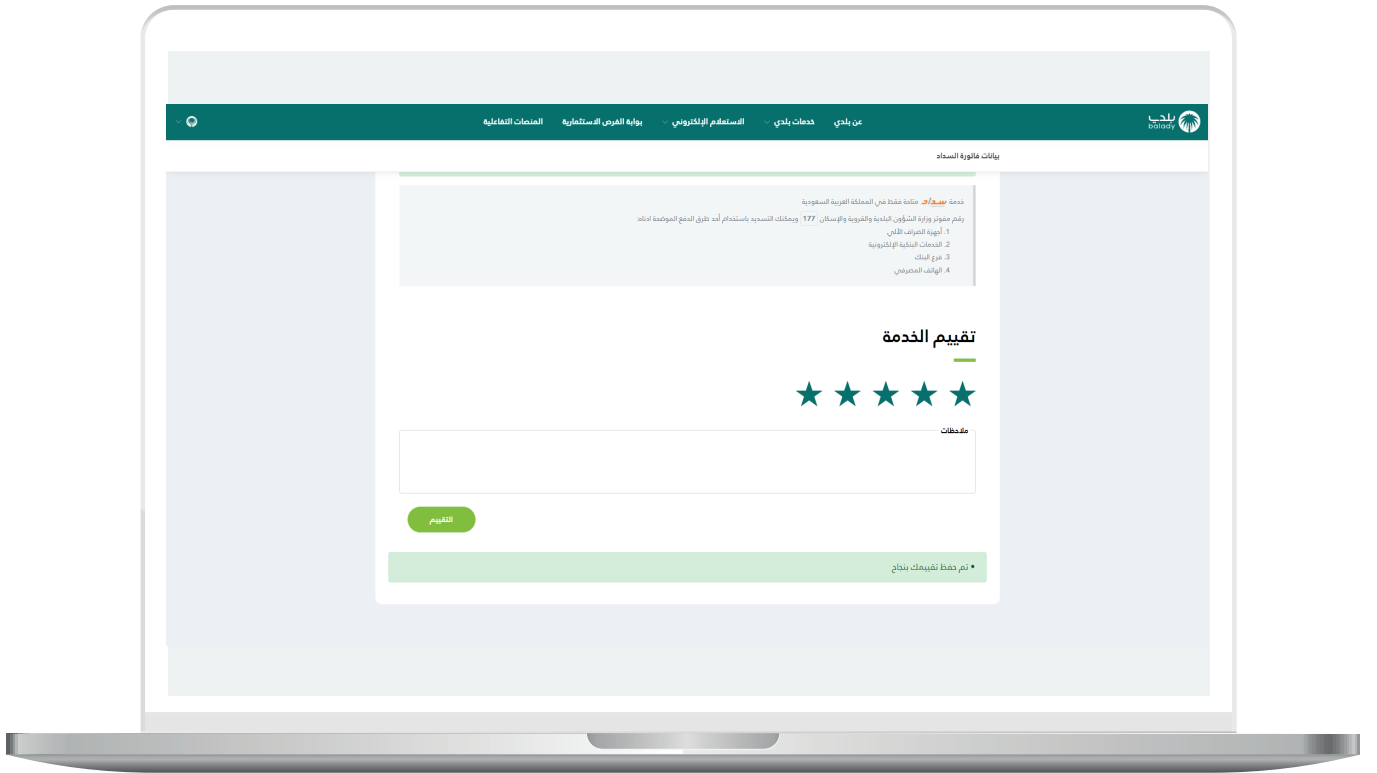 بلدي
balady
عن بلدي
خدمات بلدي
الاستعلام الإلكتروني
بوابة الفرص الاستثمارية
المنصات التفاعلية
بيانات فاتورة السداد
خدمة سداد متاحة فقط في المملكة العربية السعودية
رقم مفوتر وزارة الشؤون البلدية والقروية والإسكان 177 ويمكنك التسديد باستخدام أحد طرق الدفع الموضحة ادناه:
1. أجهزة الصراف الآلي
2. الخدمات البنكية الإلكترونية
3. فرع البنك
4. الهاتف المصرفي
تقييم الخدمة
ملاحظات
التقييم
• تم حفظ تقييمك بنجاح